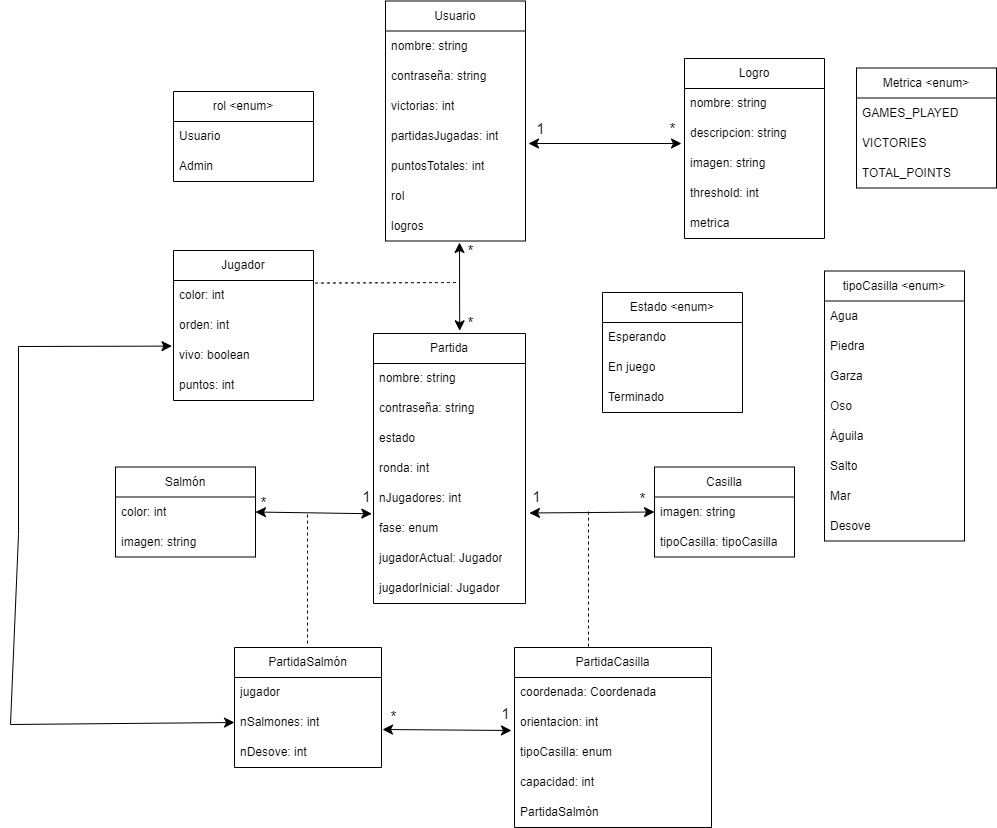 Usuario
nombre: string
contraseña: string
victorias: int
partidasJugadas: int
puntosTotales: int
rol
logros
1
*
Logro
nombre: string
descripcion: string
imagen: string
threshold: int
metrica
Metrica <enum>
GAMES_PLAYED
VICTORIES
TOTAL_POINTS
rol <enum>
Usuario
Admin
*
*
Jugador
color: int
orden: int
vivo: boolean
puntos: int
Partida
nombre: string
contraseña: string
estado
ronda: int
nJugadores: int
fase: enum
jugadorActual: Jugador
jugadorInicial: Jugador
Estado <enum>
Esperando
En juego
Terminado
tipoCasilla <enum>
Agua
Piedra
Garza
Oso
Águila
Salto
Mar
Desove
Salmón
color: int
imagen: string
*
1
1
*
Casilla
imagen: string
tipoCasilla: tipoCasilla
PartidaSalmón
jugador
nSalmones: int
nDesove: int
*
1
PartidaCasilla
coordenada: Coordenada
orientacion: int
tipoCasilla: enum
capacidad: int
PartidaSalmón